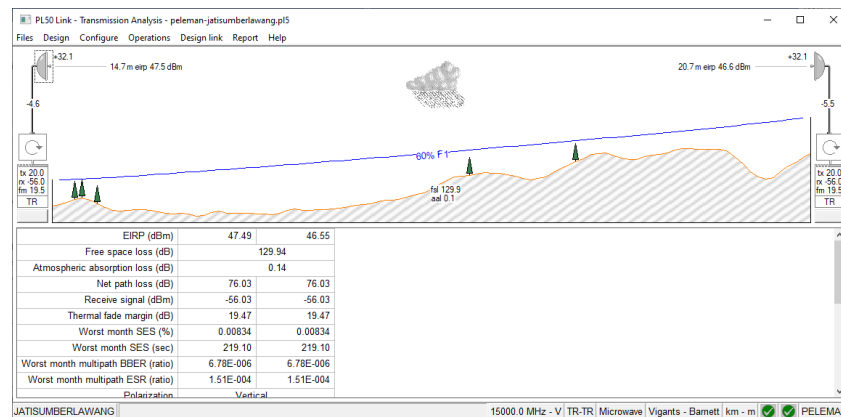 PL50 Link - Transmission Analysis - peleman-jatisumberlawang.pl5
Files Design Configure Operations Design link Report Help
+32.1
14.7 m eirp 47.5 dBm
20.7 m eirp 46.6 dBm
+32.1
-4.6
-5.5
60% F1
tx 20.0
rx -56.0
fm 19.5
TR
fsl 129.9
aal 0.1
tx 20.0
rx -56.0
fm 19.5
TR
EIRP (dBm) 47.49 46.55
Free space loss (dB) 129.94
Atmospheric absorption loss (dB) 0.14
Net path loss (dB) 76.03 76.03
Receive signal (dBm) -56.03 -56.03
Thermal fade margin (dB) 19.47 19.47
Worst month SES (%) 0.00834 0.00834
Worst month SES (sec) 219.10 219.10
Worst month multipath BBER (ratio) 6.78E-006 6.78E-006
Worst month multipath ESR (ratio) 1.51E-004 1.51E-004
Polarization Vertical
JATISUMBERLAWANG 15000.0 MHz - V TR-TR Microwave Vigants - Barnett km - m PELEMA